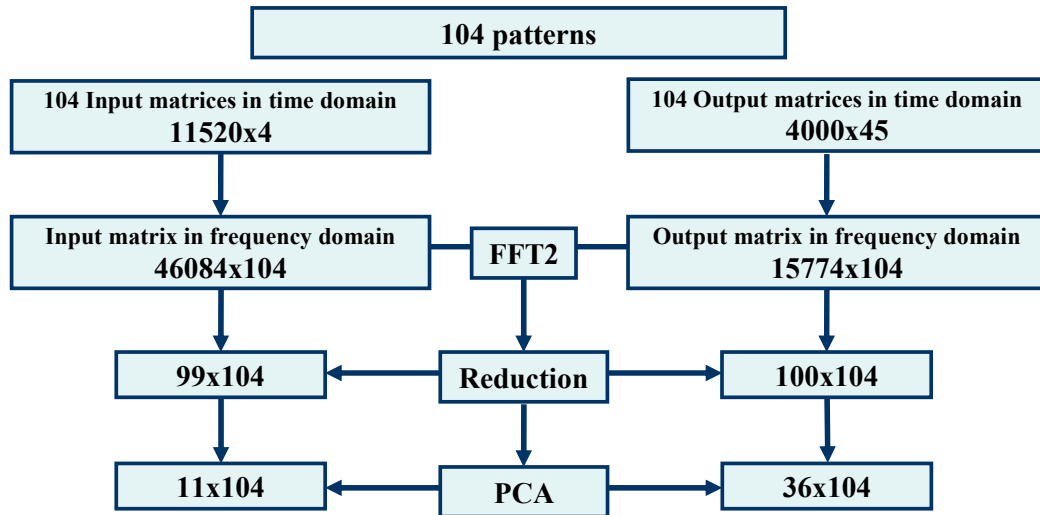 104 patterns
104 Input matrices in time domain
11520x4
104 Output matrices in time domain
4000x45
Input matrix in frequency domain
46084x104
FFT2
Output matrix in frequency domain
15774x104
99x104
Reduction
100x104
11x104
PCA
36x104